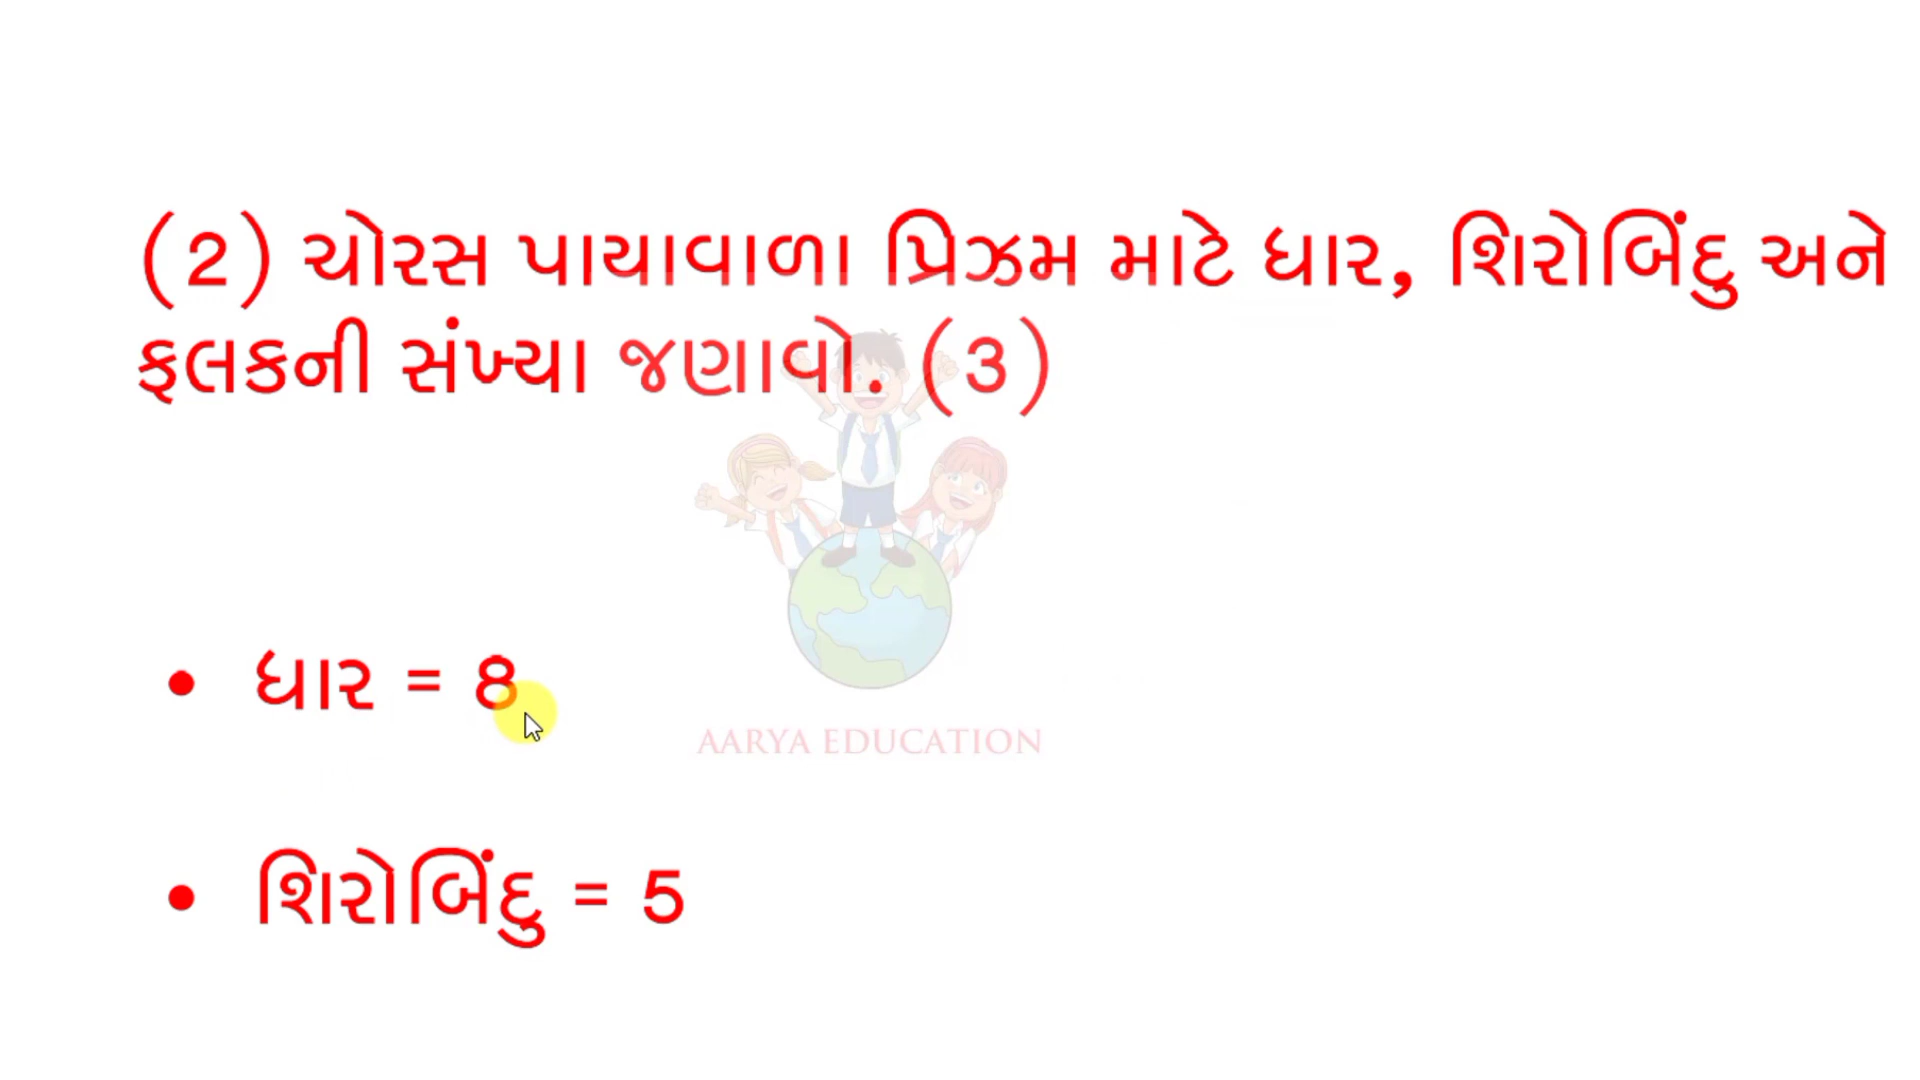 (2) ચોરસ પાયાવાળા પ્રિઝમ માટે ધાર, શિરોબિંદુ અને
ફલકની સંખ્યા જણાવો. (3)
• ધાર = 8
AARYA EDUCATION
• શિરોબિંદુ = 5